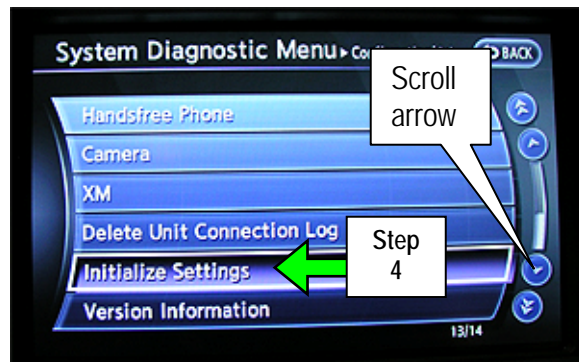 System Diagnostic Menu
BACK
Scroll
arrow
Handsfree Phone
Camera
XM
Delete Unit Connection Log
Step
4
Initialize Settings
Version Information
13/14